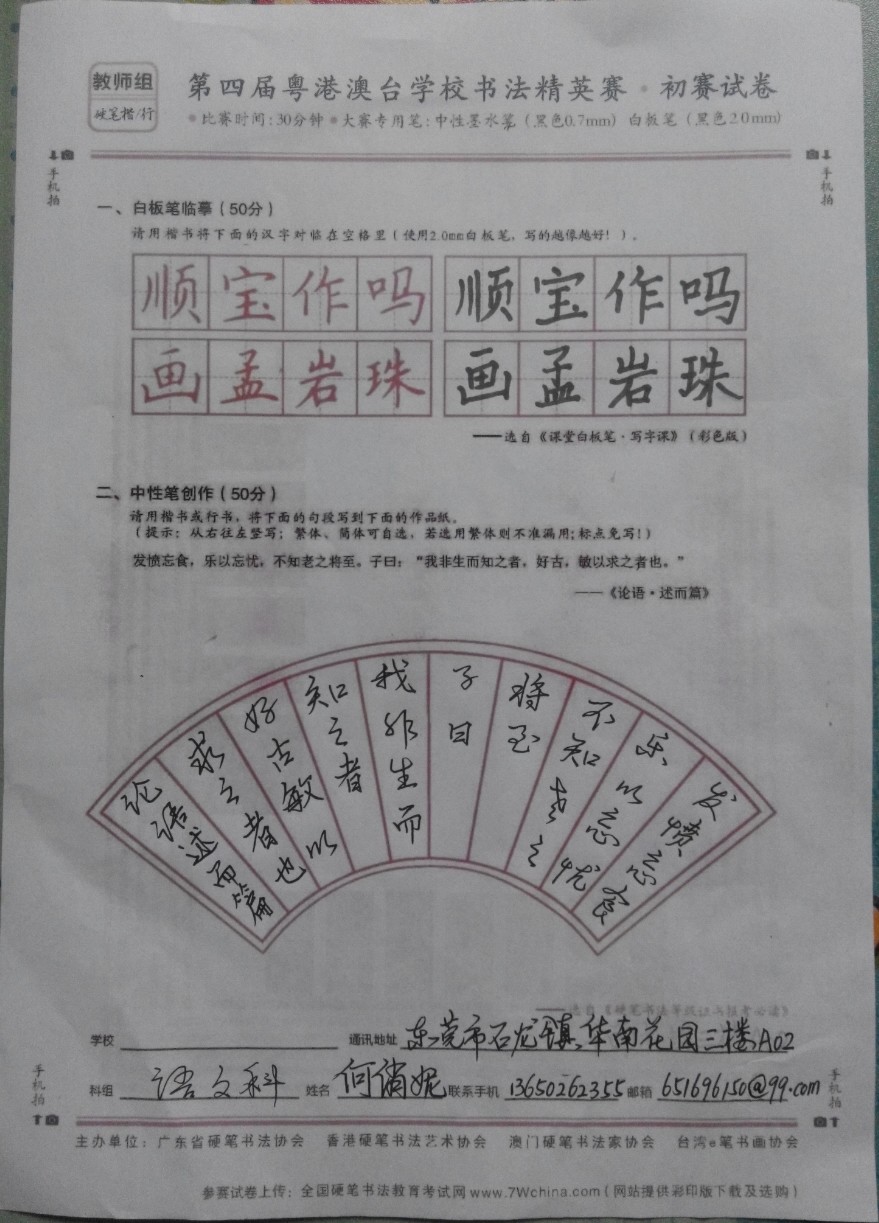 教师组
硬笔楷/行
第四届粤港澳台学校书法精英赛·初赛试卷
●比赛时间：30分钟 ●大赛专用笔：中性墨水笔（黑色0.7mm） 白板笔（黑色2.0mm）
手机拍
手机拍
一、白板笔临摹（50分）
请用楷书将下面的汉字对临在空格里（使用2.0mm白板笔，写的越像越好！）。
顺宝作吗 顺宝作吗
画孟岩珠 画孟岩珠
——选自《课堂白板笔·写字课》（彩色版）
二、中性笔创作（50分）
请用楷书或行书，将下面的句段写到下面的作品纸。
（提示：从右往左竖写；繁体、简体可自选，若选用繁体则不准漏用；标点免写！）
发愤忘食，乐以忘忧，不知老之将至。子曰：“我非生而知之者，好古，敏以求之者也。”
——《论语·述而篇》
发愤忘食
乐以忘忧
不知老之
将至
子曰
我非生而
知之者
好古敏以
求之者也
论语述而篇
——选自《硬笔书法等级证书报考必读》
学校 通讯地址 东莞市石龙镇华南花园三楼A02
科组 语文科 姓名 何俏妮 联系手机 13650262355 邮箱 651696150@99.com
手机拍
手机拍
主办单位：广东省硬笔书法协会 香港硬笔书法艺术协会 澳门硬笔书法家协会 台湾e笔书画协会
参赛试卷上传：全国硬笔书法教育考试网 www.7Wchina.com（网站提供彩印版下载及选购）